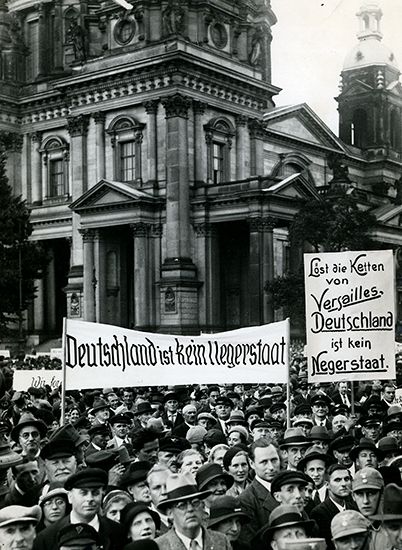 Deutschland ist kein Negerstaat!
Löst die Ketten
von
Versailles.
Deutschland
ist kein
Negerstaat.